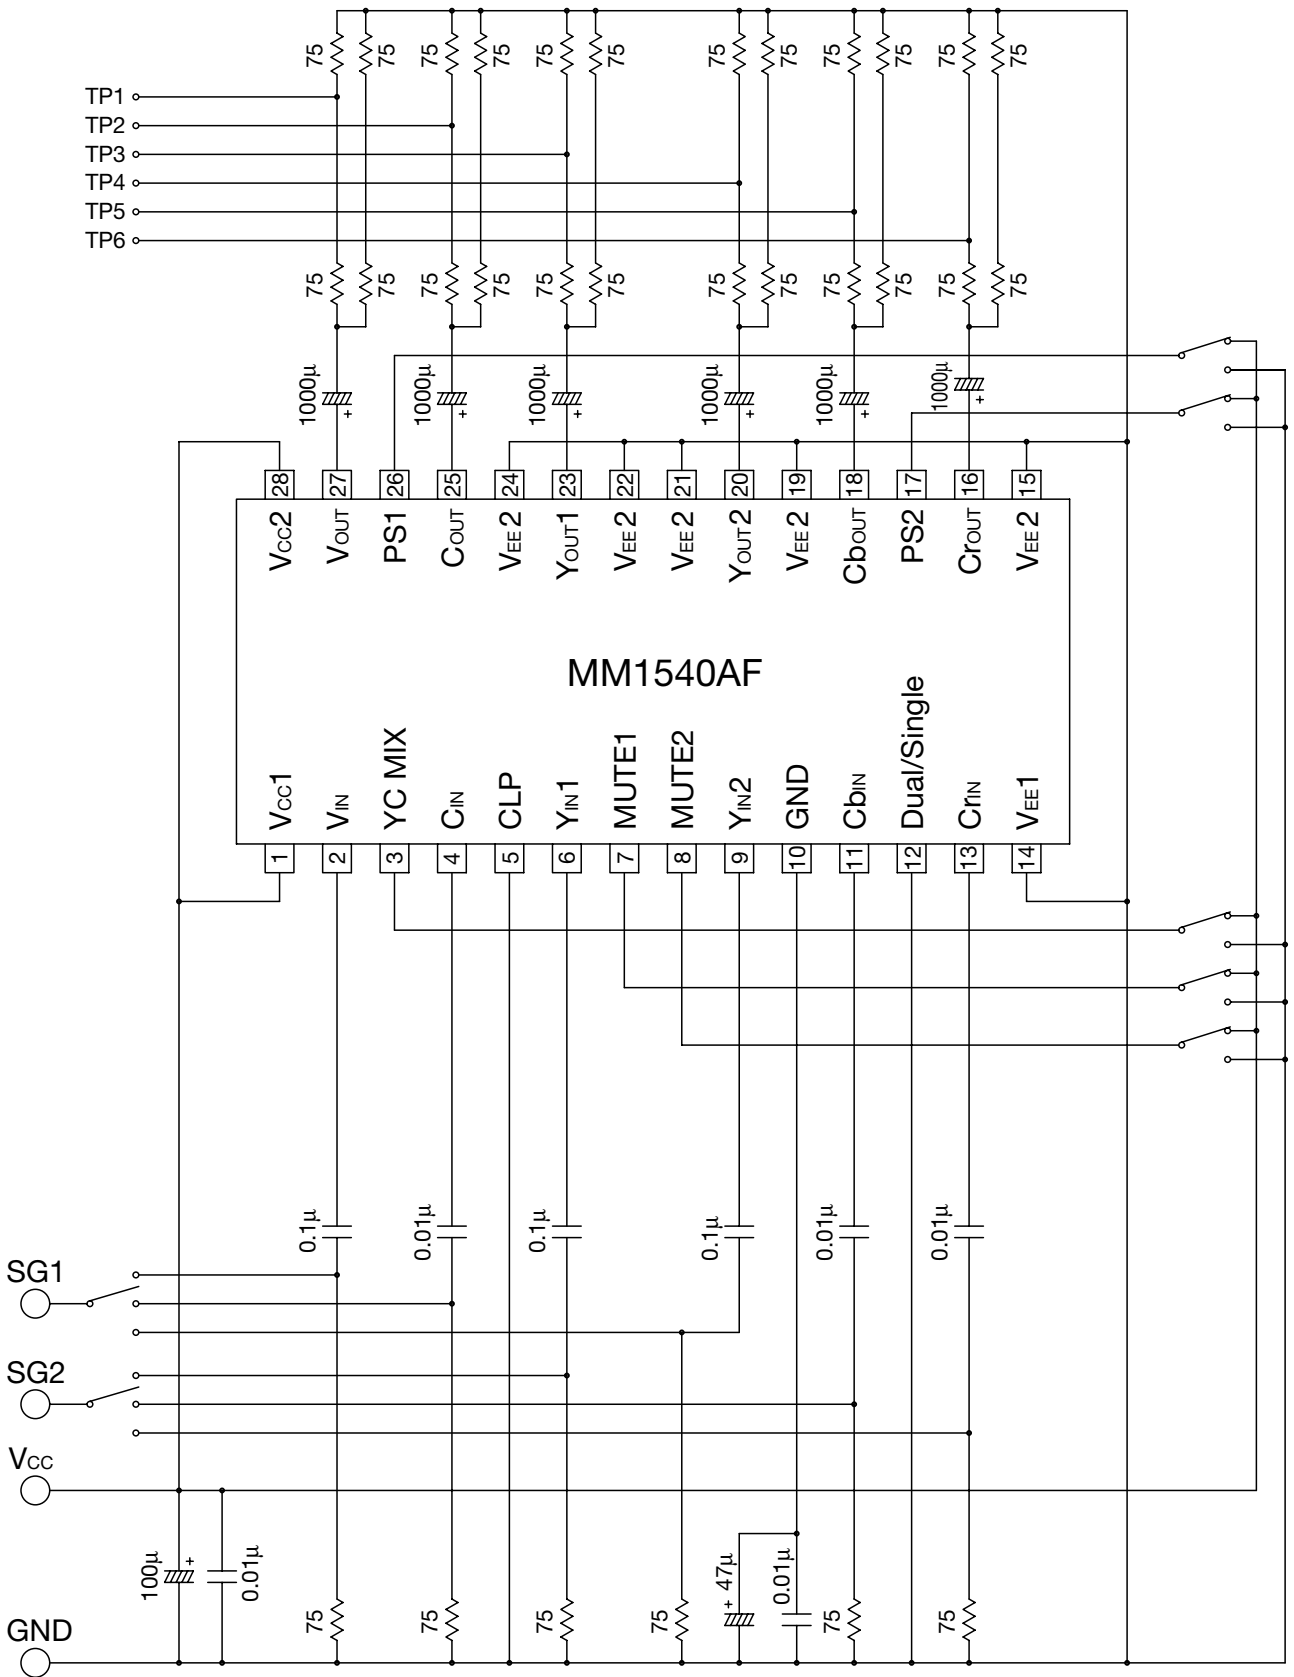 75 75 75 75 75 75 75 75 75 75 75 75
TP1
TP2
TP3
TP4
TP5
TP6
75 75 75 75 75 75 75 75 75 75 75 75
1000μ + 1000μ + 1000μ + 1000μ + 1000μ + 1000μ +
28 27 26 25 24 23 22 21 20 19 18 17 16 15
VCC2 VOUT PS1 COUT VEE2 YOUT1 VEE2 VEE2 YOUT2 VEE2 CbOUT PS2 CrOUT VEE2
MM1540AF
VCC1 VIN YC MIX CIN CLP YIN1 MUTE1 MUTE2 YIN2 GND CbIN Dual/Single CrIN VEE1
1 2 3 4 5 6 7 8 9 10 11 12 13 14
0.1μ 0.01μ 0.1μ 0.1μ 0.01μ 0.01μ
SG1
SG2
VCC
100μ + 0.01μ + 47μ 0.01μ
75 75 75 75 75 75
GND